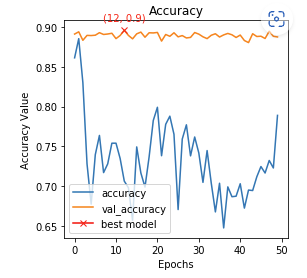 Accuracy
(12, 0.9)
0.90
0.85
0.80
0.75
0.70
0.65
Accuracy Value
accuracy
val_accuracy
best model
0 10 20 30 40 50
Epochs